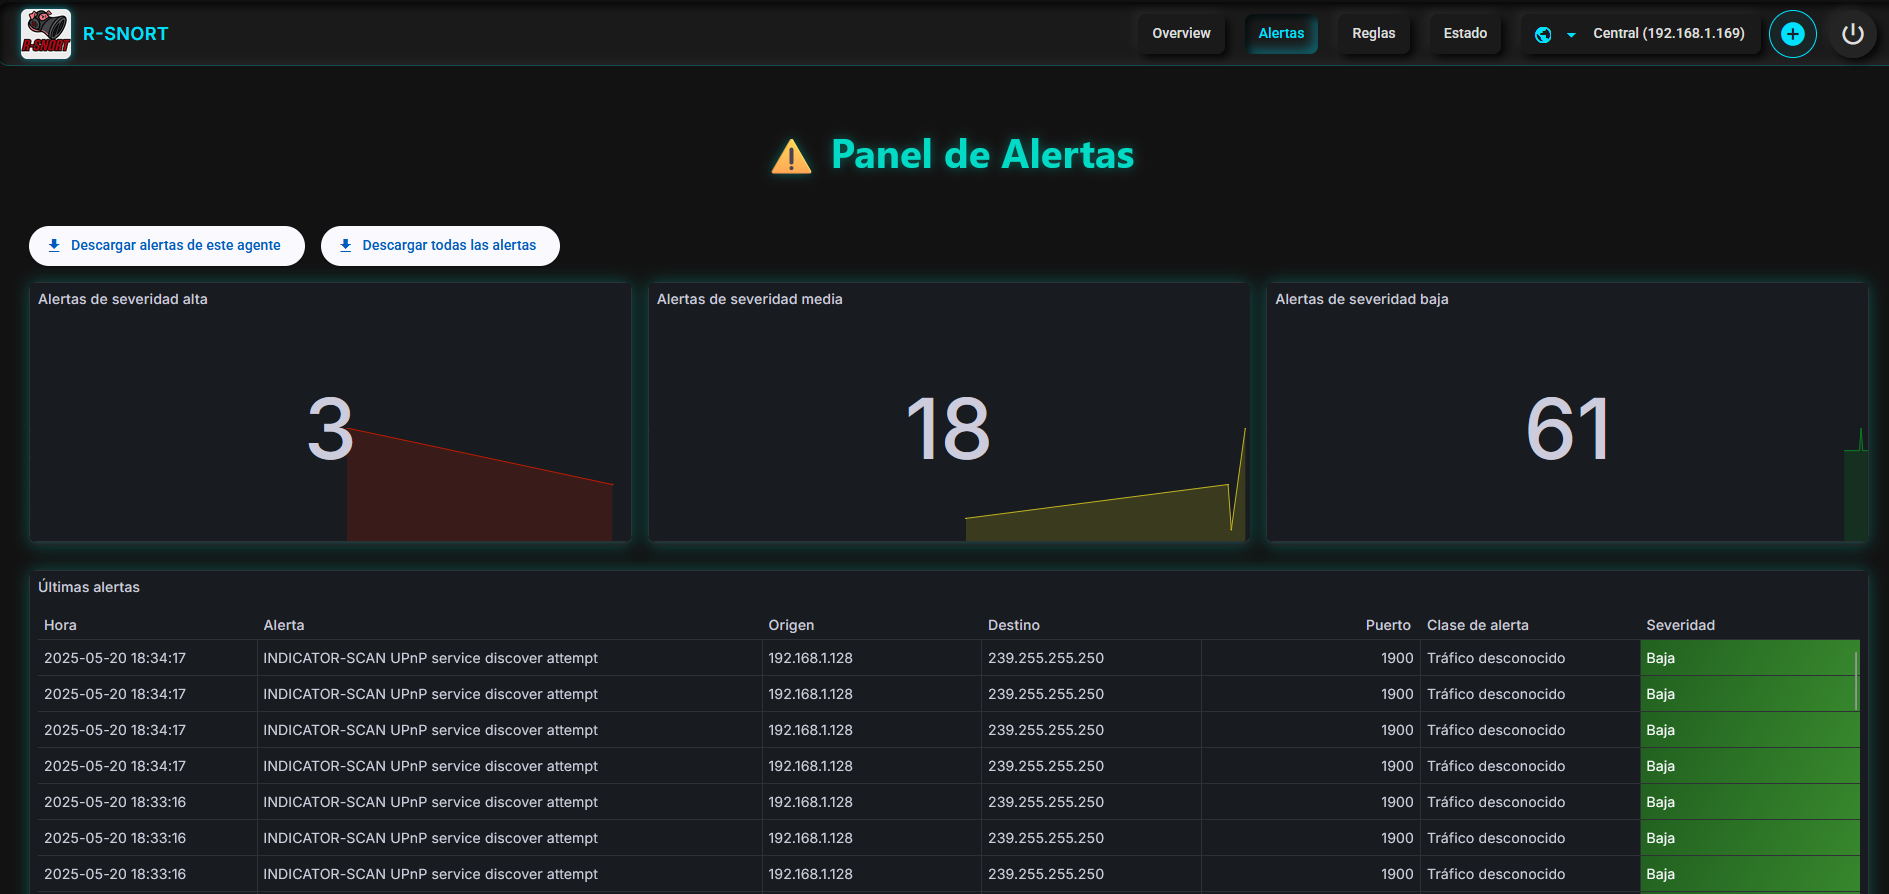 R-SNORT R-SNORT Overview Alertas Reglas Estado Central (192.168.1.169)
Panel de Alertas
Descargar alertas de este agente Descargar todas las alertas
Alertas de severidad alta Alertas de severidad media Alertas de severidad baja
3 18 61
Últimas alertas
Hora Alerta Origen Destino Puerto Clase de alerta Severidad
2025-05-20 18:34:17 INDICATOR-SCAN UPnP service discover attempt 192.168.1.128 239.255.255.250 1900 Tráfico desconocido Baja
2025-05-20 18:34:17 INDICATOR-SCAN UPnP service discover attempt 192.168.1.128 239.255.255.250 1900 Tráfico desconocido Baja
2025-05-20 18:34:17 INDICATOR-SCAN UPnP service discover attempt 192.168.1.128 239.255.255.250 1900 Tráfico desconocido Baja
2025-05-20 18:34:17 INDICATOR-SCAN UPnP service discover attempt 192.168.1.128 239.255.255.250 1900 Tráfico desconocido Baja
2025-05-20 18:33:16 INDICATOR-SCAN UPnP service discover attempt 192.168.1.128 239.255.255.250 1900 Tráfico desconocido Baja
2025-05-20 18:33:16 INDICATOR-SCAN UPnP service discover attempt 192.168.1.128 239.255.255.250 1900 Tráfico desconocido Baja
2025-05-20 18:33:16 INDICATOR-SCAN UPnP service discover attempt 192.168.1.128 239.255.255.250 1900 Tráfico desconocido Baja